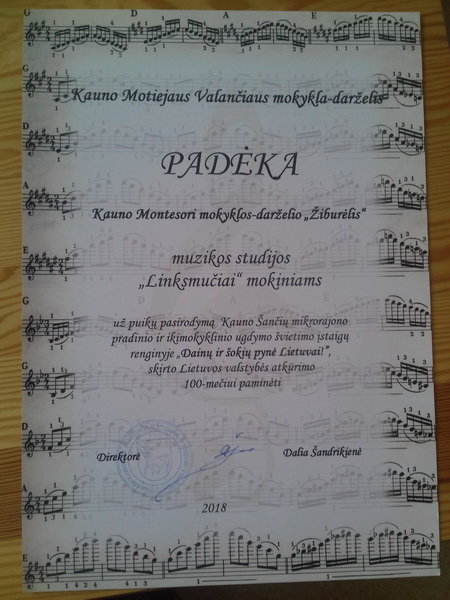 Kauno Motiejaus Valančiaus mokykla-darželis
PADĖKA
Kauno Montesori mokyklos-darželio „Žiburėlis“
muzikos studijos
„Linksmučiai” mokiniams
už puikų pasirodymą Kauno Šančių mikrorajono
pradinio ir ikimokyklinio ugdymo švietimo įstaigų
renginyje „Dainų ir šokių pynė Lietuvai!”,
skirto Lietuvos valstybės atkūrimo
100-mečiui paminėti
Direktorė Dalia Šandrikienė
2018